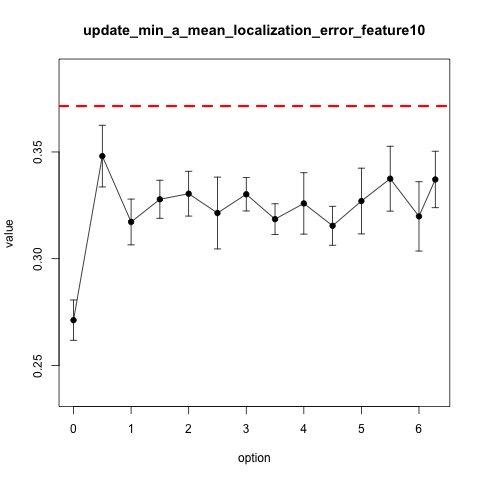 update_min_a_mean_localization_error_feature10
value
0.35
0.30
0.25
0 1 2 3 4 5 6
option